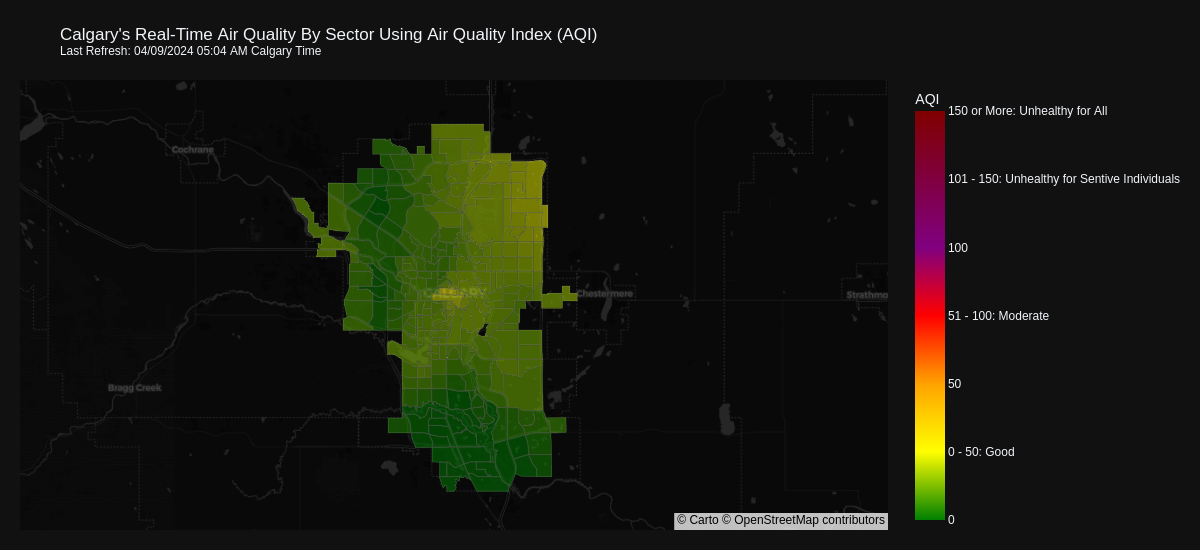 Calgary's Real-Time Air Quality By Sector Using Air Quality Index (AQI)
Last Refresh: 04/09/2024 05:04 AM Calgary Time
AQI
150 or More: Unhealthy for All
101 - 150: Unhealthy for Sentive Individuals
100
51 - 100: Moderate
50
0 - 50: Good
0
Cochrane
CALGARY
Chestermere
Strathmo
Bragg Creek
© Carto © OpenStreetMap contributors